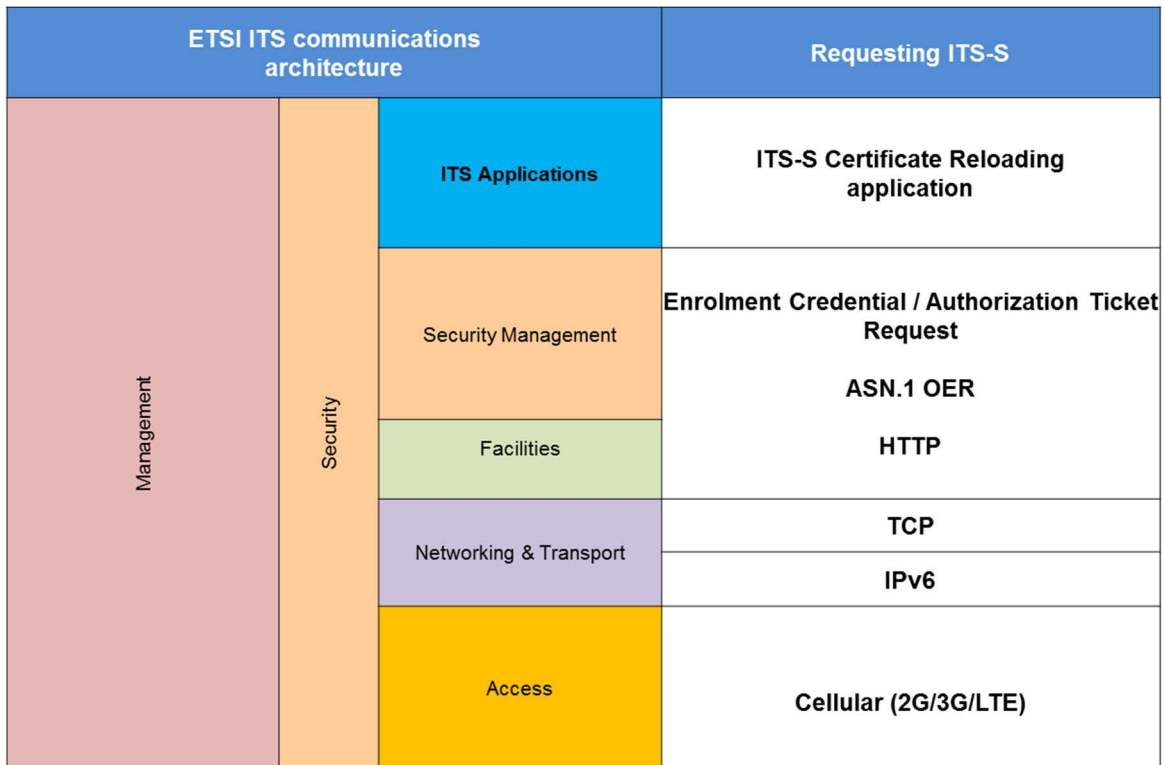 ETSI ITS communications
architecture
Requesting ITS-S
Management
Security
ITS Applications
ITS-S Certificate Reloading
application
Security Management
Enrolment Credential / Authorization Ticket
Request
ASN.1 OER
Facilities
HTTP
Networking & Transport
TCP
IPv6
Access
Cellular (2G/3G/LTE)